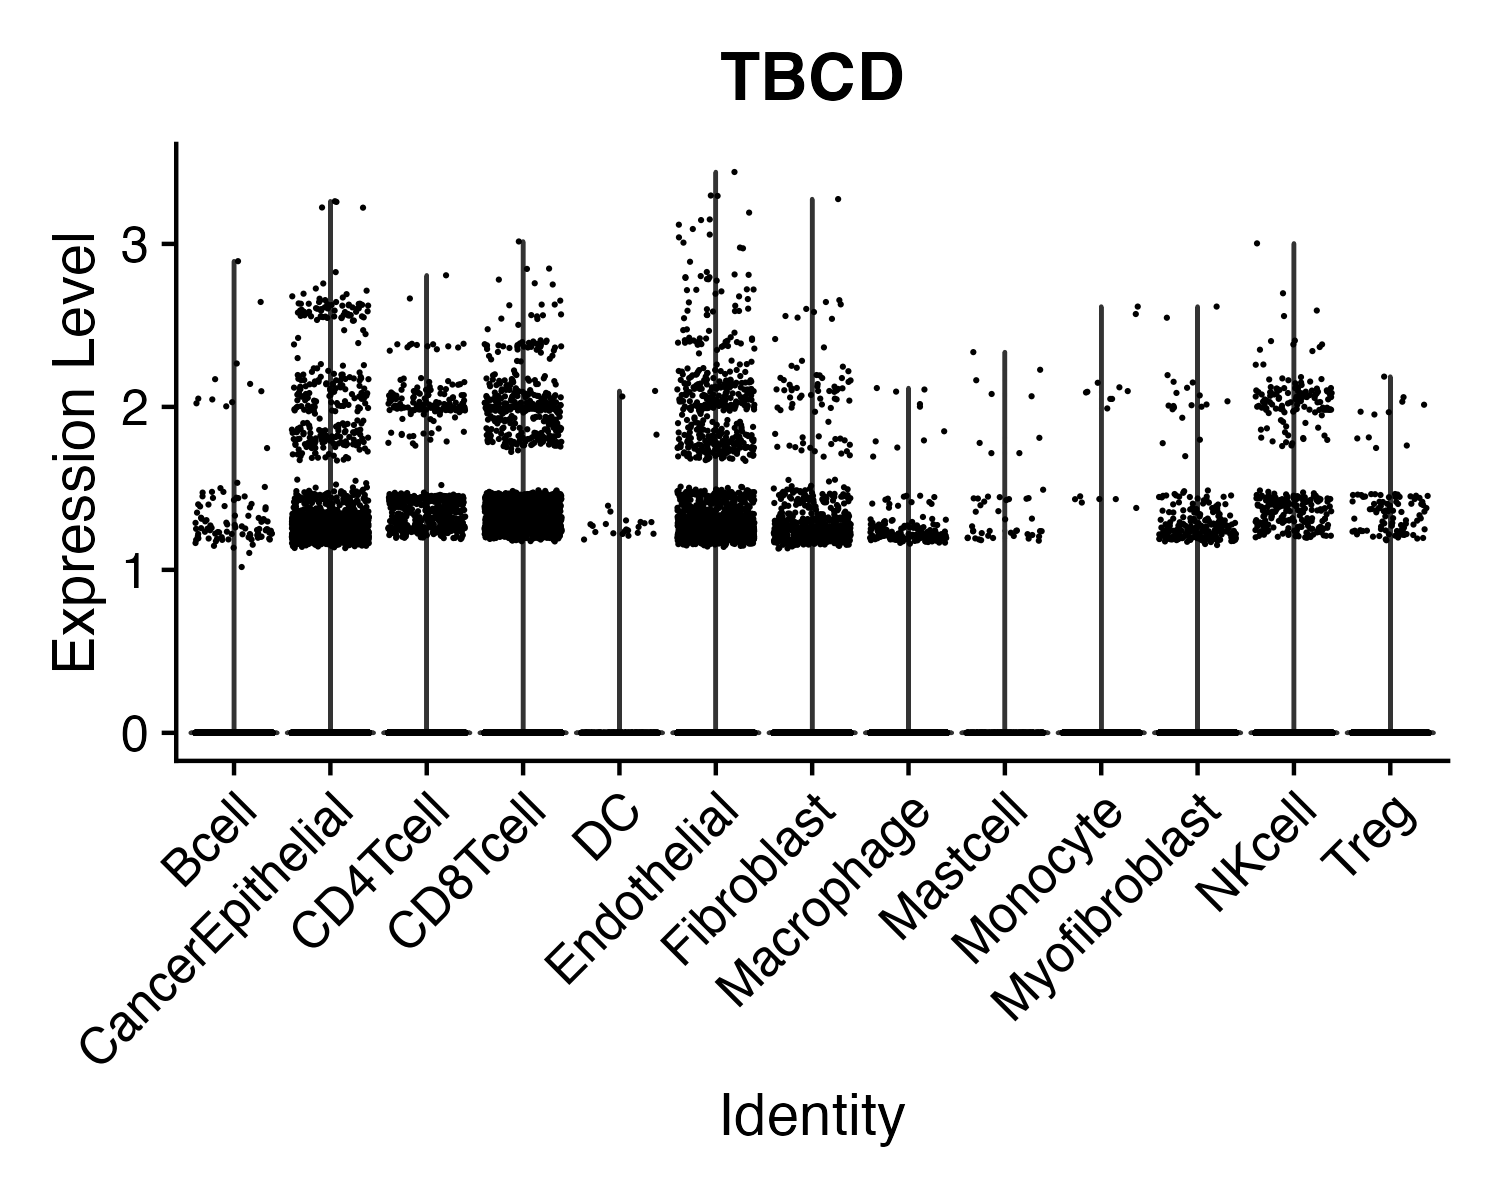 TBCD
Expression Level
3
2
1
0
Bcell
CancerEpithelial
CD4Tcell
CD8Tcell
DC
Endothelial
Fibroblast
Macrophage
Mastcell
Monocyte
Myofibroblast
NKcell
Treg
Identity